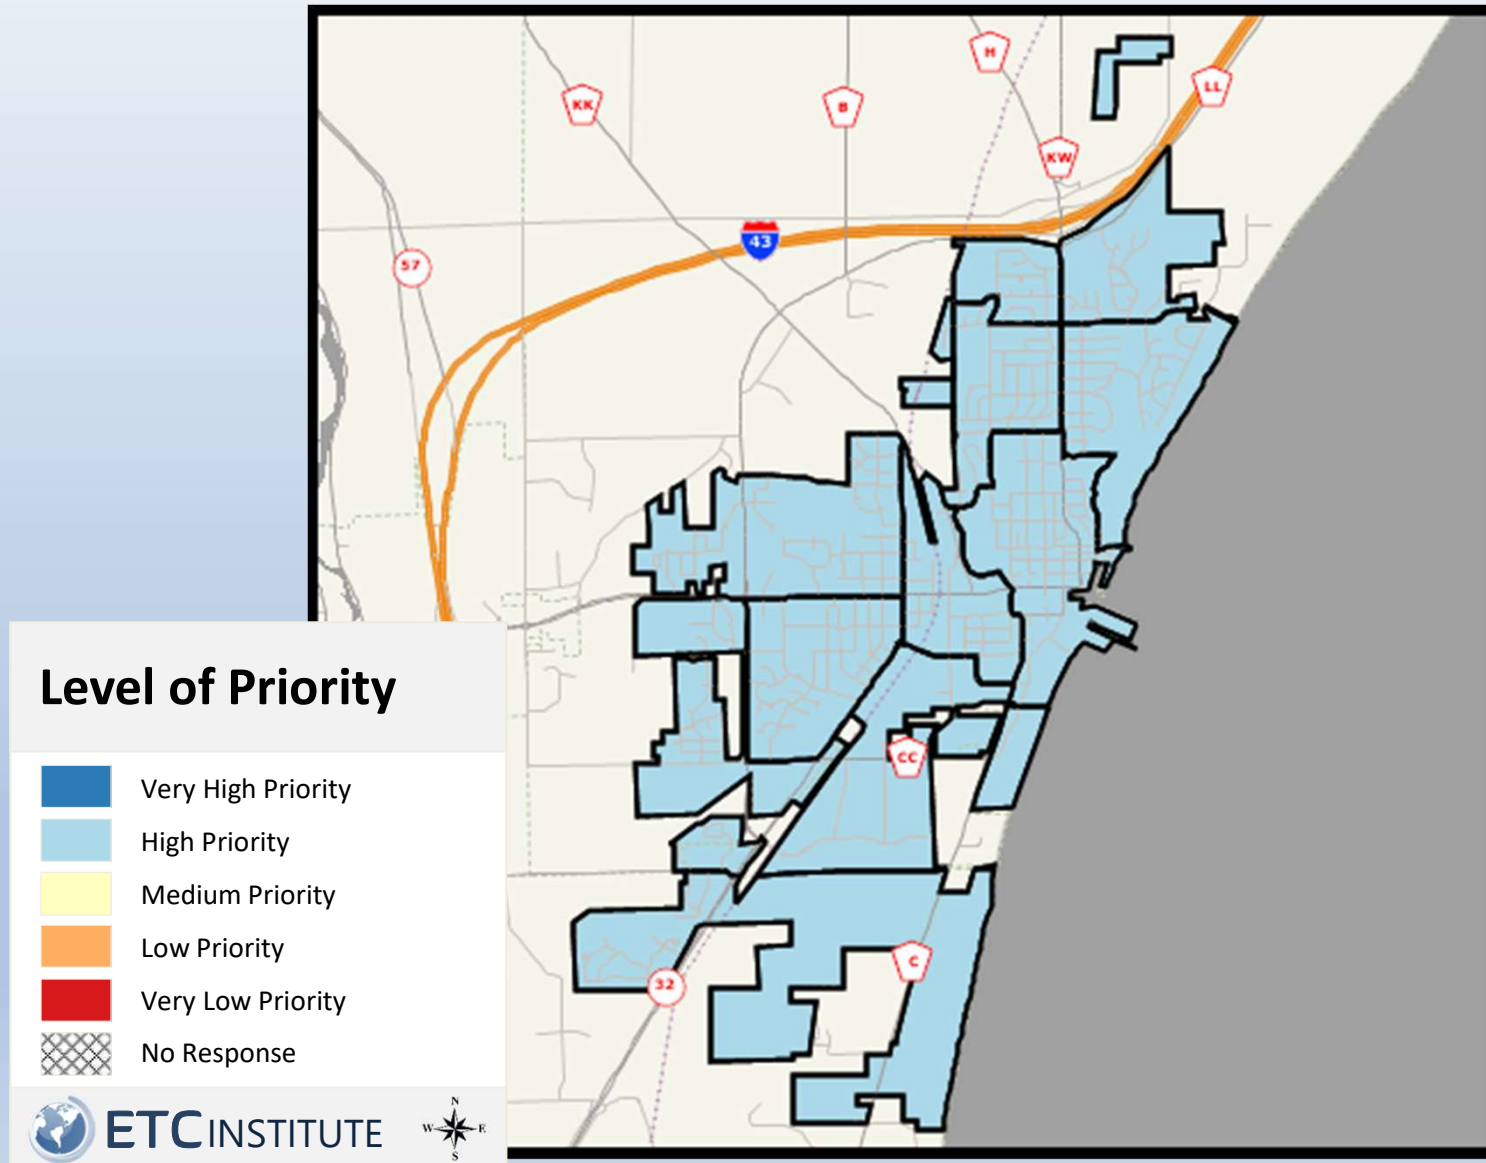 H
LL
KK
B
KW
43
57
CC
C
32
Level of Priority
Very High Priority
High Priority
Medium Priority
Low Priority
Very Low Priority
No Response
ETC INSTITUTE
N
W E
S